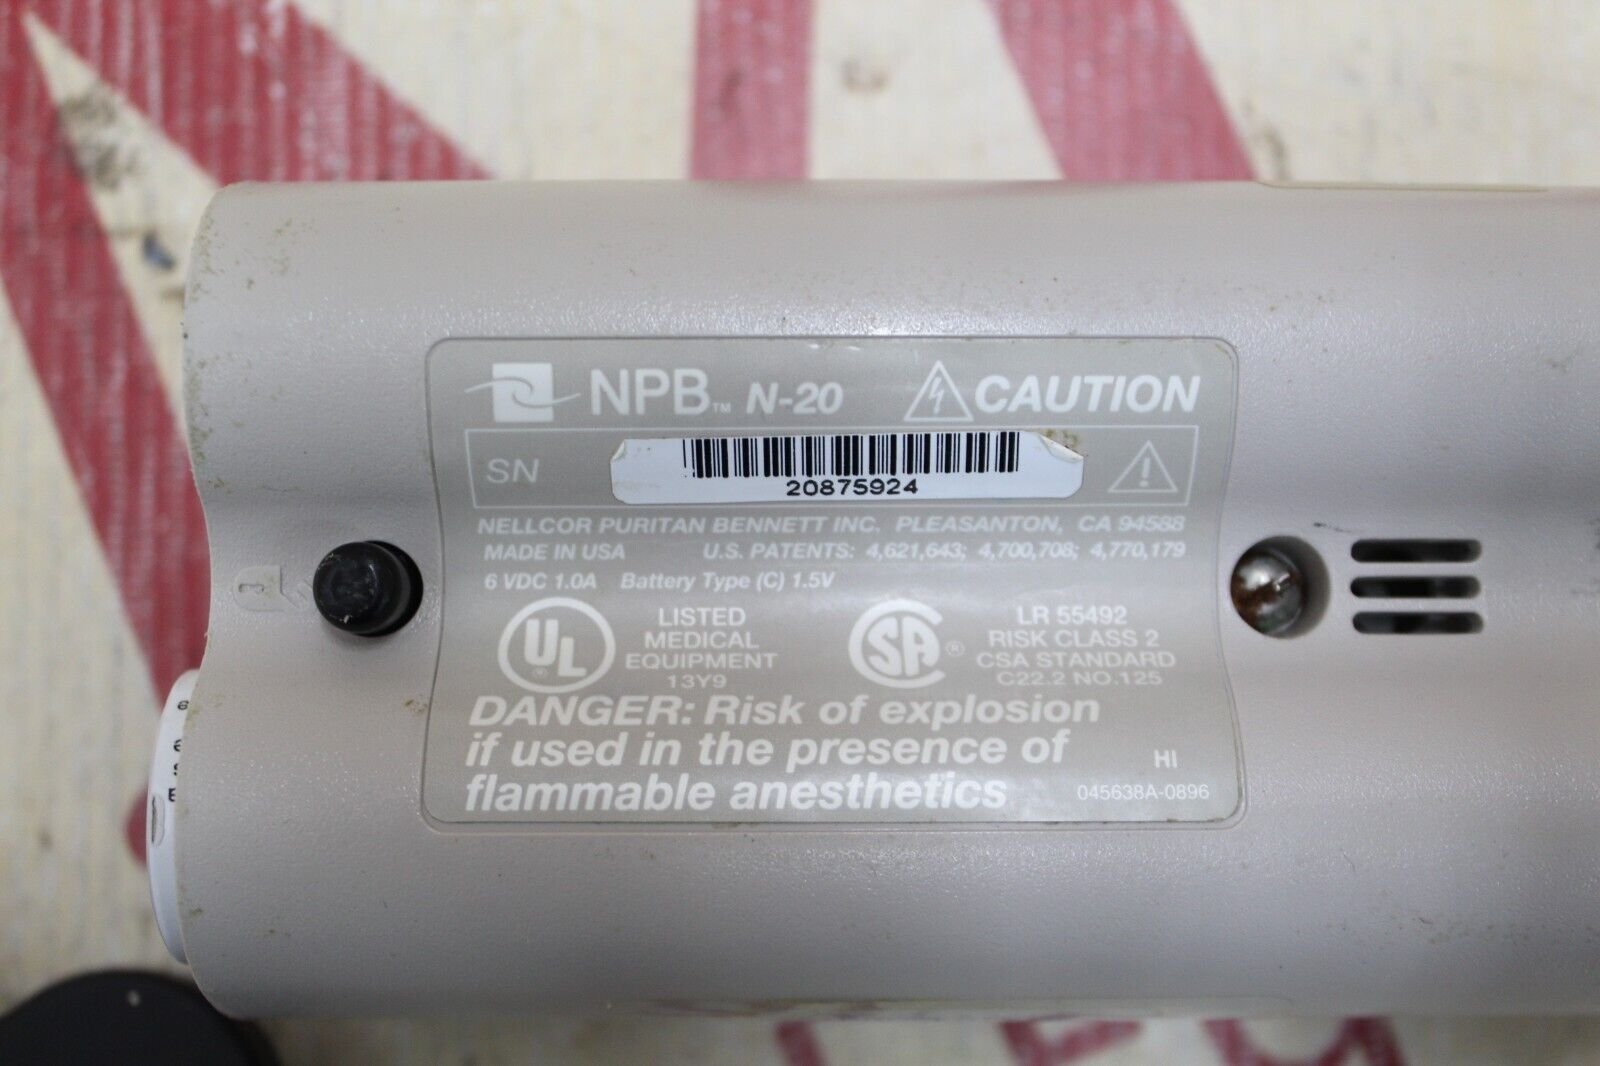 NPB™ N-20 CAUTION
SN
20875924
NELLCOR PURITAN BENNETT INC. PLEASANTON, CA 94588
MADE IN USA U.S. PATENTS: 4,621,643; 4,700,708; 4,770,179
6 VDC 1.0A Battery Type (C) 1.5V
UL
LISTED
MEDICAL
EQUIPMENT
13Y9
SA ®
LR 55492
RISK CLASS 2
CSA STANDARD
C22.2 NO.125
DANGER: Risk of explosion
if used in the presence of
flammable anesthetics
HI
045638A-0896
3